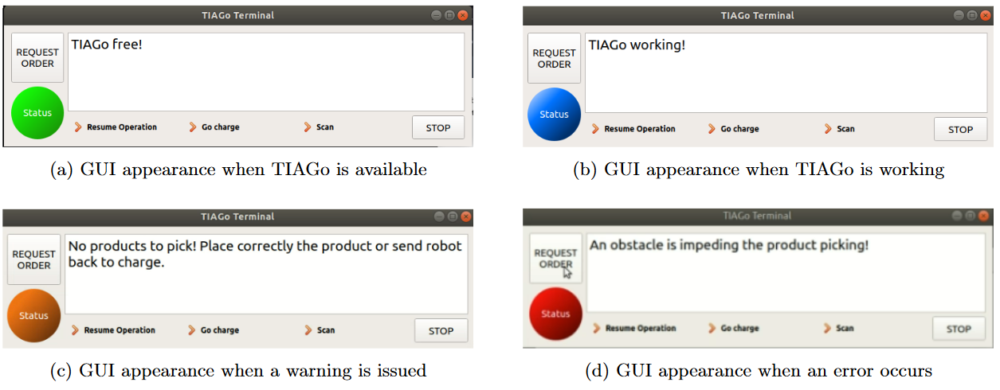 TIAGo Terminal
REQUEST
ORDER
TIAGo free!
Status
Resume Operation
Go charge
Scan
STOP
(a) GUI appearance when TIAGo is available
TIAGo Terminal
REQUEST
ORDER
TIAGo working!
Status
Resume Operation
Go charge
Scan
STOP
(b) GUI appearance when TIAGo is working
TIAGo Terminal
REQUEST
ORDER
No products to pick! Place correctly the product or send robot
back to charge.
Status
Resume Operation
Go charge
Scan
STOP
(c) GUI appearance when a warning is issued
TIAGo Terminal
REQUEST
ORDER
An obstacle is impeding the product picking!
Status
Resume Operation
Go charge
Scan
STOP
(d) GUI appearance when an error occurs